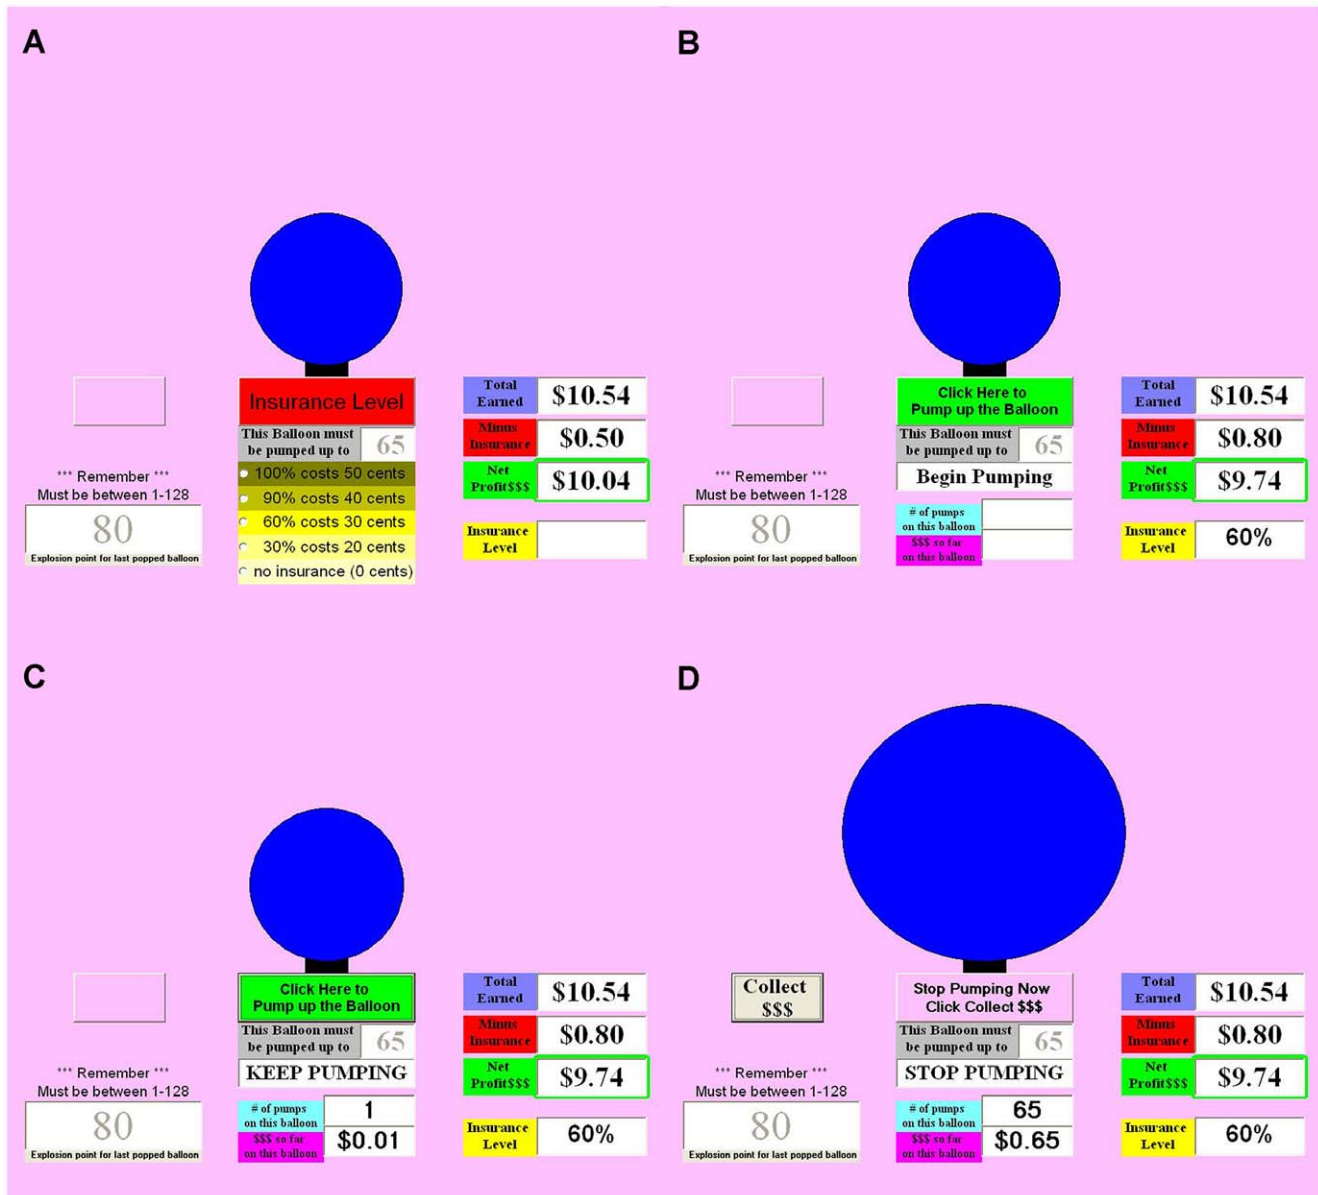 A
Insurance Level
This Balloon must
be pumped up to
65
100% costs 50 cents
90% costs 40 cents
60% costs 30 cents
30% costs 20 cents
no insurance (0 cents)
*** Remember ***
Must be between 1-128
80
Explosion point for last popped balloon
Total
Earned
$10.54
Minus
Insurance
$0.50
Net
Profit$$$
$10.04
Insurance
Level
B
Click Here to
Pump up the Balloon
This Balloon must
be pumped up to
65
Begin Pumping
# of pumps
on this balloon
$$$ so far
on this balloon
*** Remember ***
Must be between 1-128
80
Explosion point for last popped balloon
Total
Earned
$10.54
Minus
Insurance
$0.80
Net
Profit$$$
$9.74
Insurance
Level
60%
C
Click Here to
Pump up the Balloon
This Balloon must
be pumped up to
65
KEEP PUMPING
# of pumps
on this balloon
1
$$$ so far
on this balloon
$0.01
*** Remember ***
Must be between 1-128
80
Explosion point for last popped balloon
Total
Earned
$10.54
Minus
Insurance
$0.80
Net
Profit$$$
$9.74
Insurance
Level
60%
D
Collect
$$$
Stop Pumping Now
Click Collect $$$
This Balloon must
be pumped up to
65
STOP PUMPING
# of pumps
on this balloon
65
$$$ so far
on this balloon
$0.65
*** Remember ***
Must be between 1-128
80
Explosion point for last popped balloon
Total
Earned
$10.54
Minus
Insurance
$0.80
Net
Profit$$$
$9.74
Insurance
Level
60%